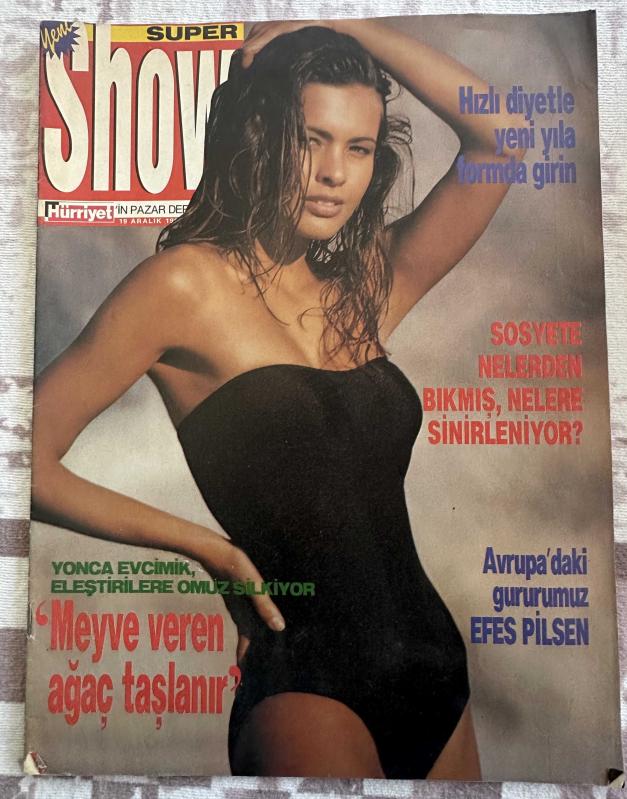 Yeni
SUPER
Show
Hürriyet'İN PAZAR
19 ARALIK
Hızlı diyetle
yeni yıla
formda girin
SOSYETE
NELERDEN
BIKMIŞ, NELERE
SİNİRLENİYOR?
YONCA EVCİMİK,
ELEŞTİRİLERE OMUZ SİLKİYOR
'Meyve veren
ağaç taşlanır'
Avrupa'daki
gururumuz
EFES PİLSEN